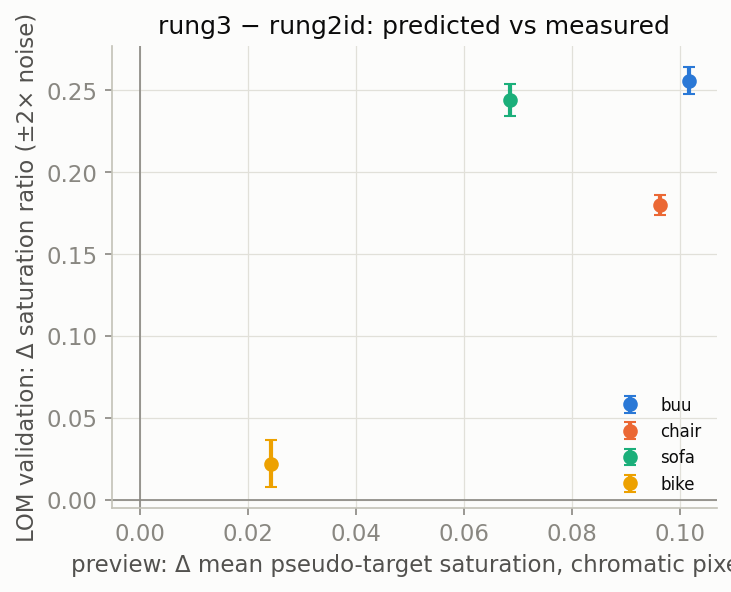 rung3 − rung2id: predicted vs measured
LOM validation: Δ saturation ratio (±2× noise)
0.25
0.20
0.15
0.10
0.05
0.00
buu
chair
sofa
bike
0.00 0.02 0.04 0.06 0.08 0.10
preview: Δ mean pseudo-target saturation, chromatic pixe